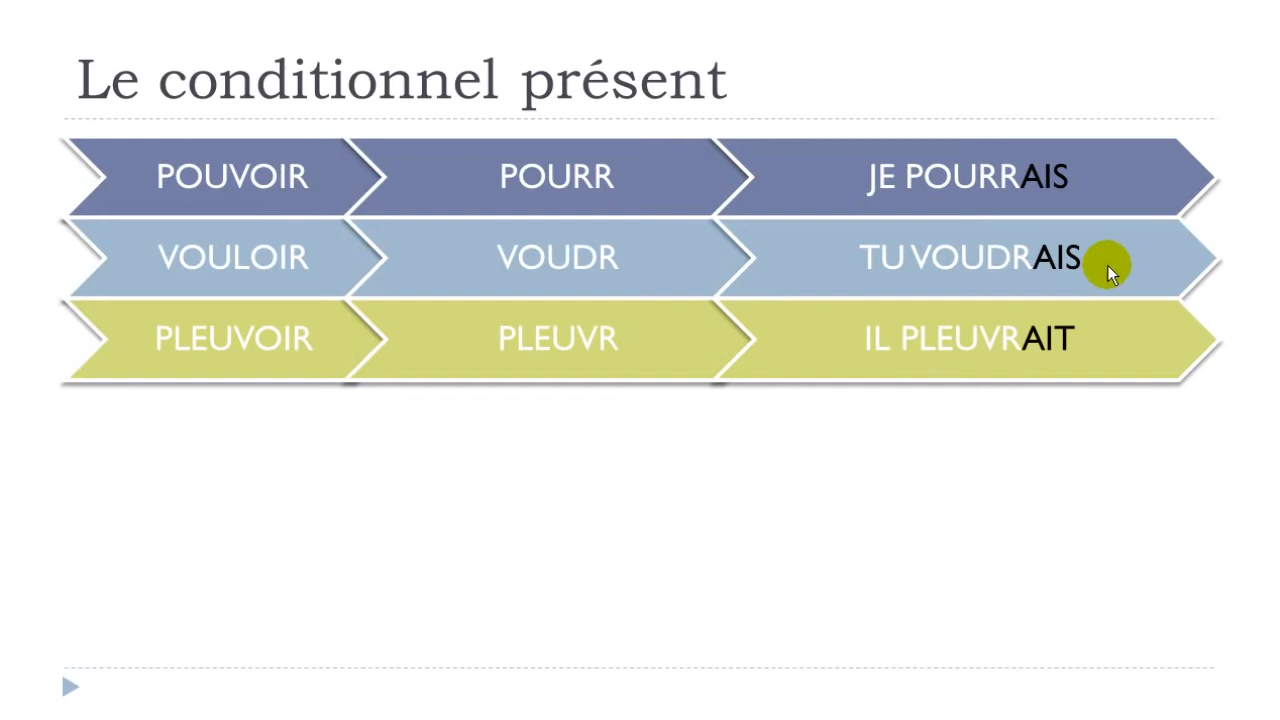 Le conditionnel présent
POUVOIR POURR JE POURRAIS
VOULOIR VOUDR TU VOUDRAIS
PLEUVOIR PLEUVR IL PLEUVRAIT